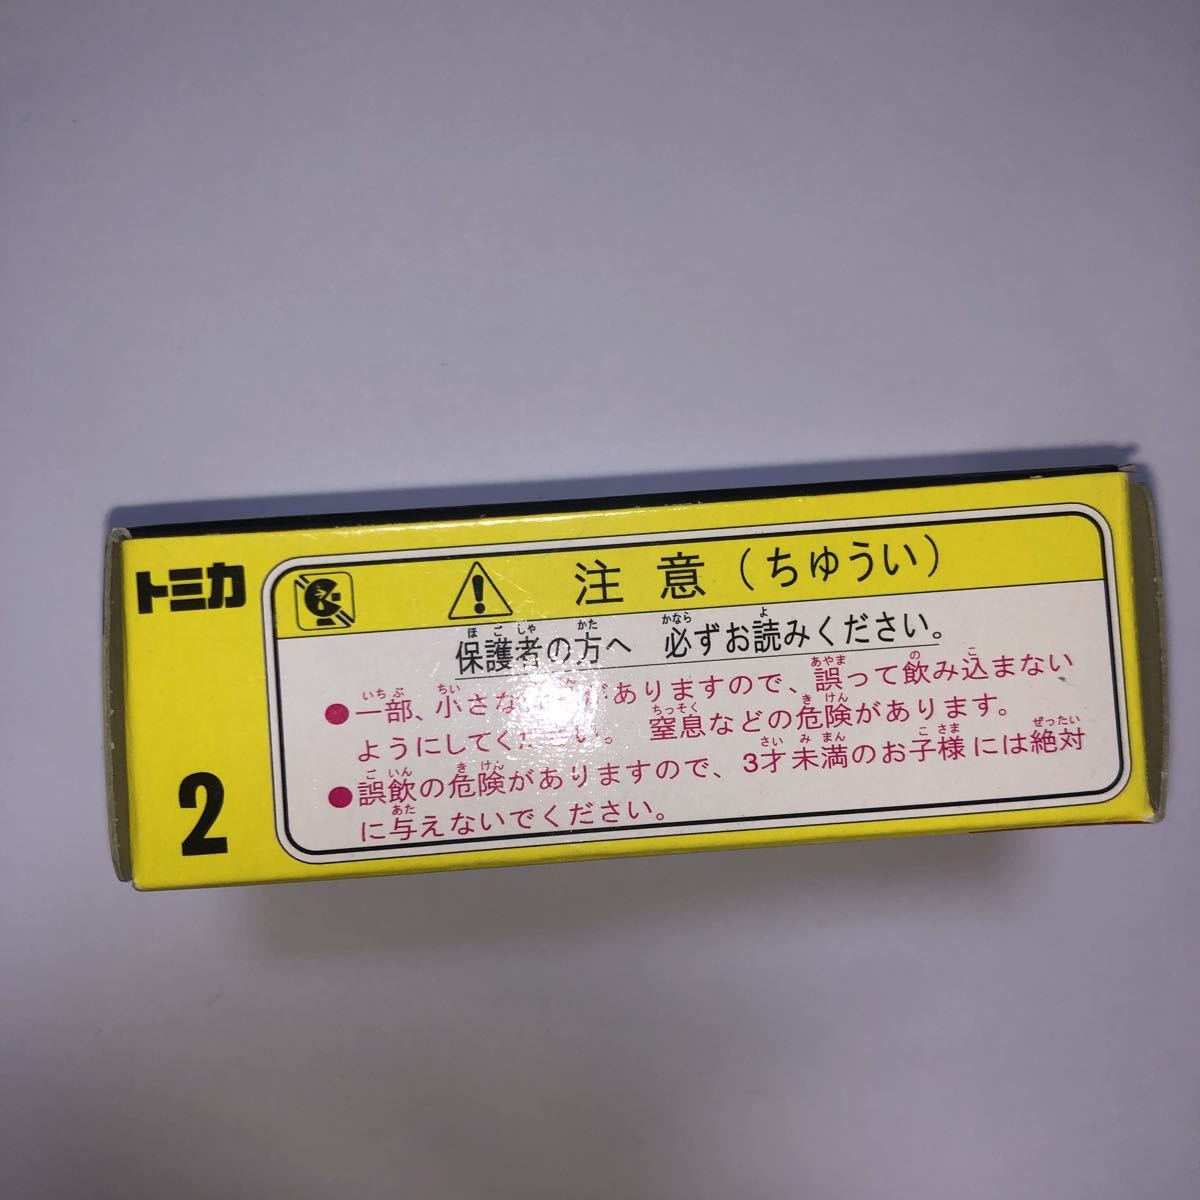 トミカ
2
注意（ちゅうい）
保護者の方へ 必ずお読みください。
●一部、小さな がありますので、誤って飲み込まない
ようにしてください。 窒息などの危険があります。
●誤飲の危険がありますので、3才未満のお子様には絶対
に与えないでください。